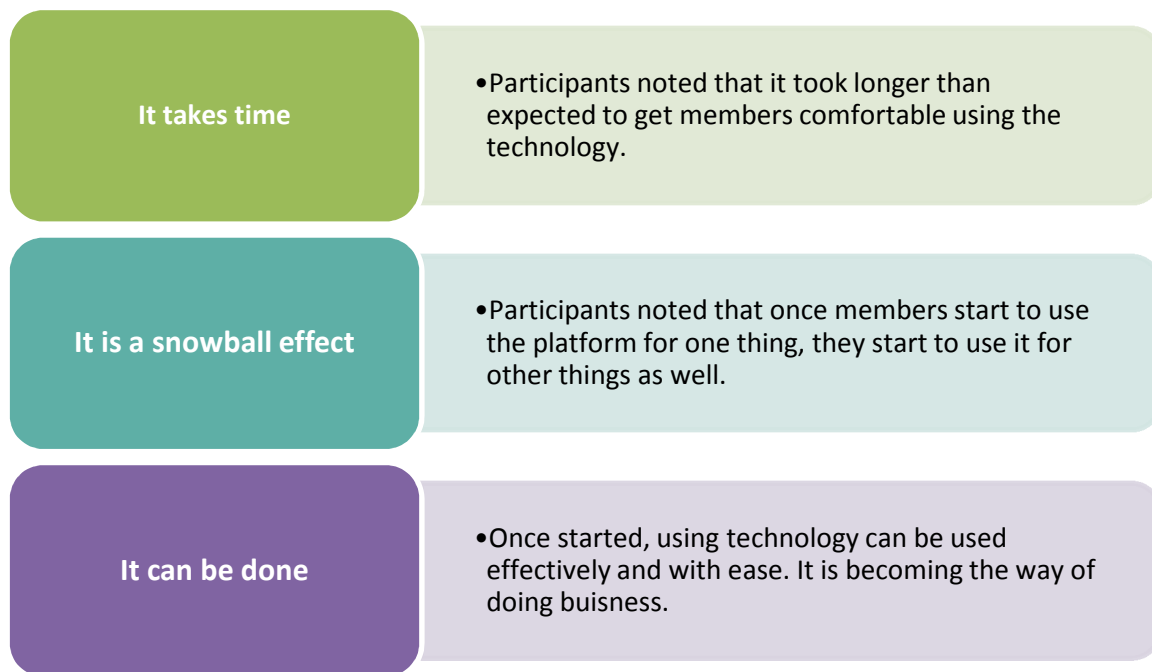 It takes time
•Participants noted that it took longer than
expected to get members comfortable using the
technology.
It is a snowball effect
•Participants noted that once members start to use
the platform for one thing, they start to use it for
other things as well.
It can be done
•Once started, using technology can be used
effectively and with ease. It is becoming the way of
doing buisness.